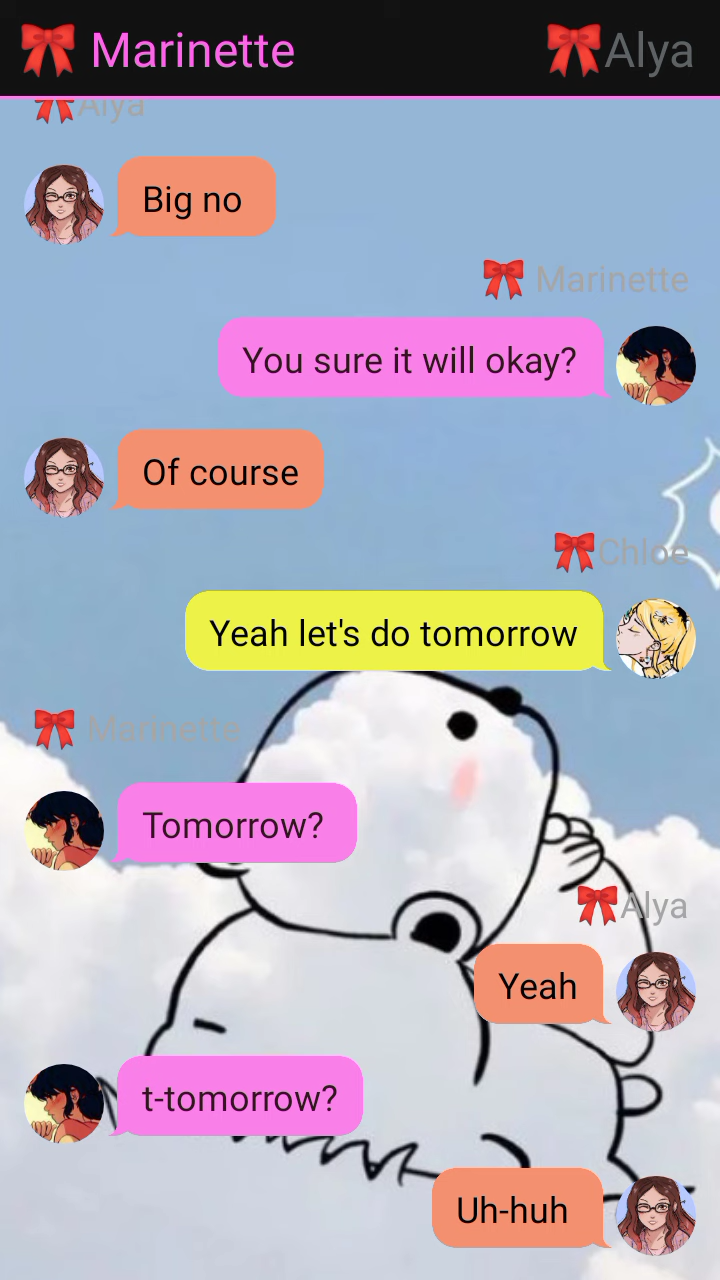 🎀 Marinette
🎀Alya
🎀Alya
Big no
🎀 Marinette
You sure it will okay?
Of course
🎀Chloe
Yeah let's do tomorrow
🎀 Marinette
Tomorrow?
🎀Alya
Yeah
t-tomorrow?
Uh-huh